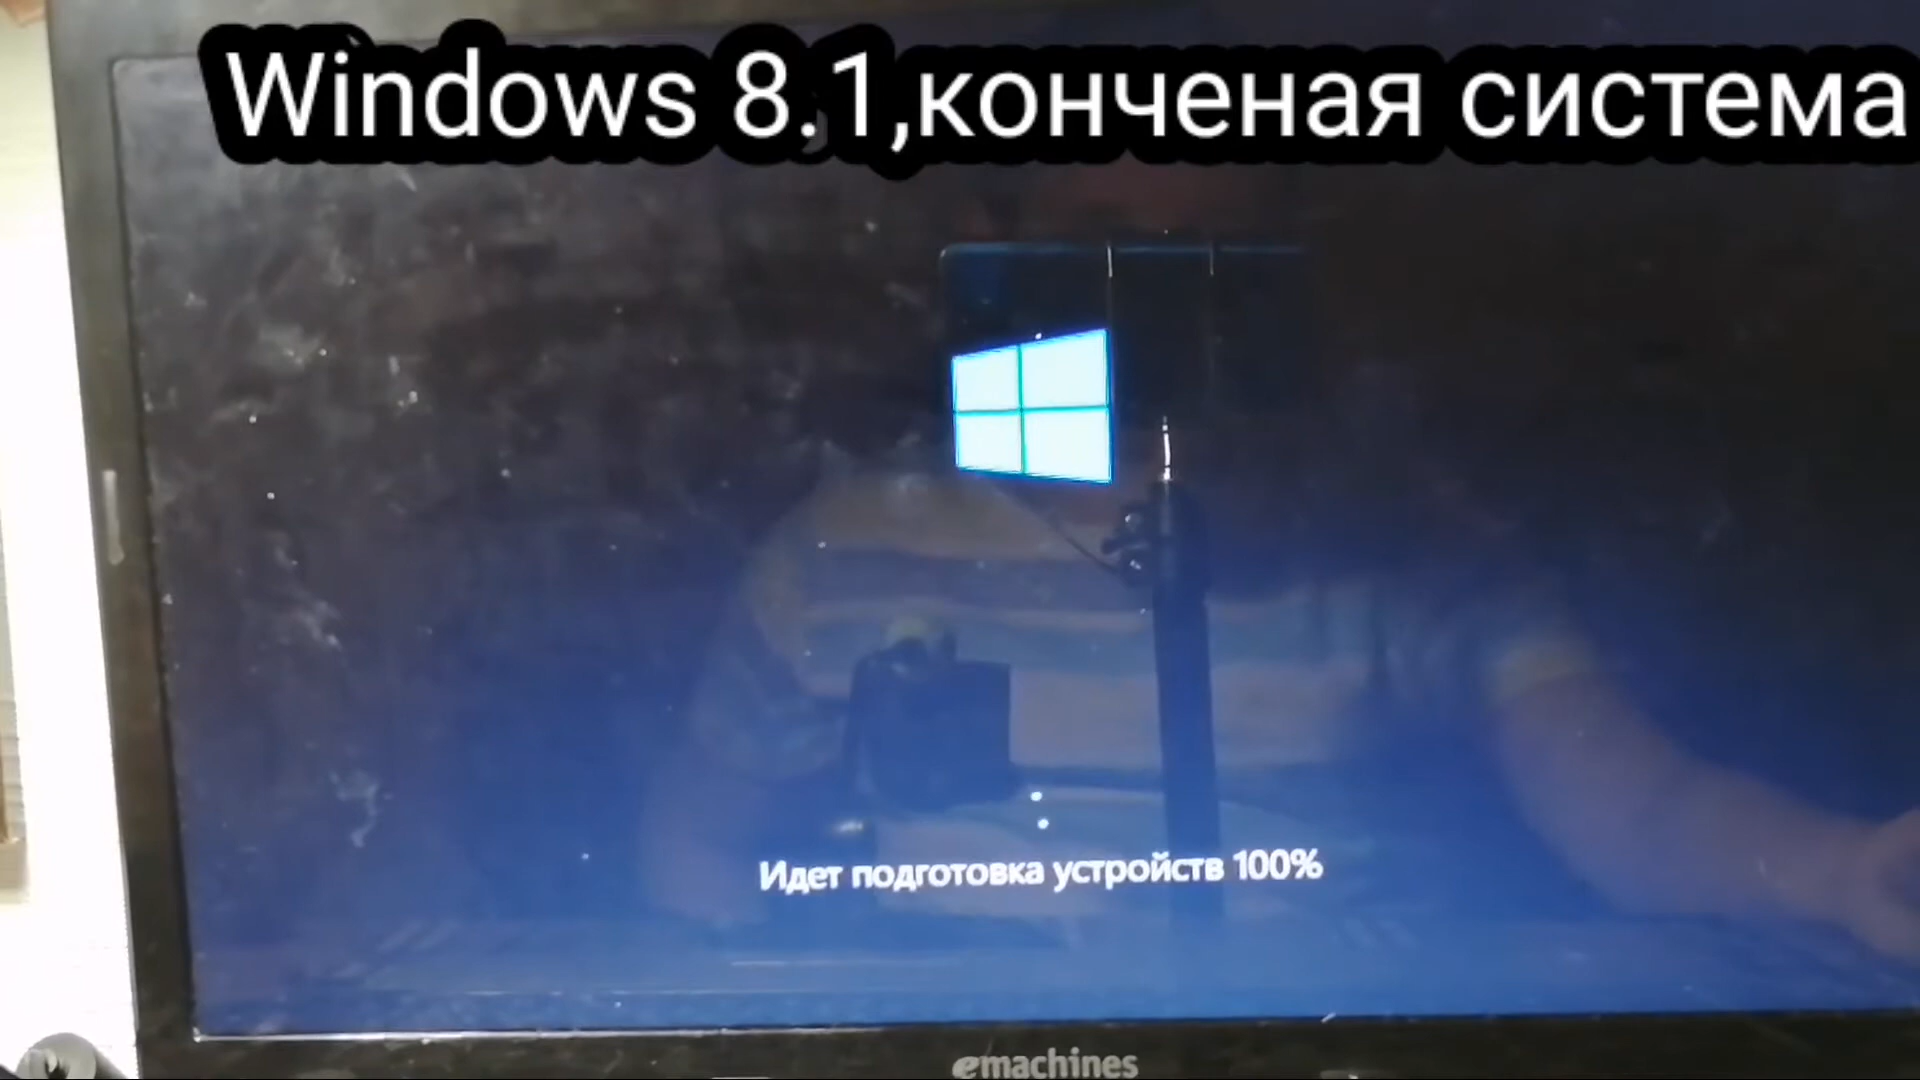 Windows 8.1,конченая система
Идет подготовка устройств 100%
emachines